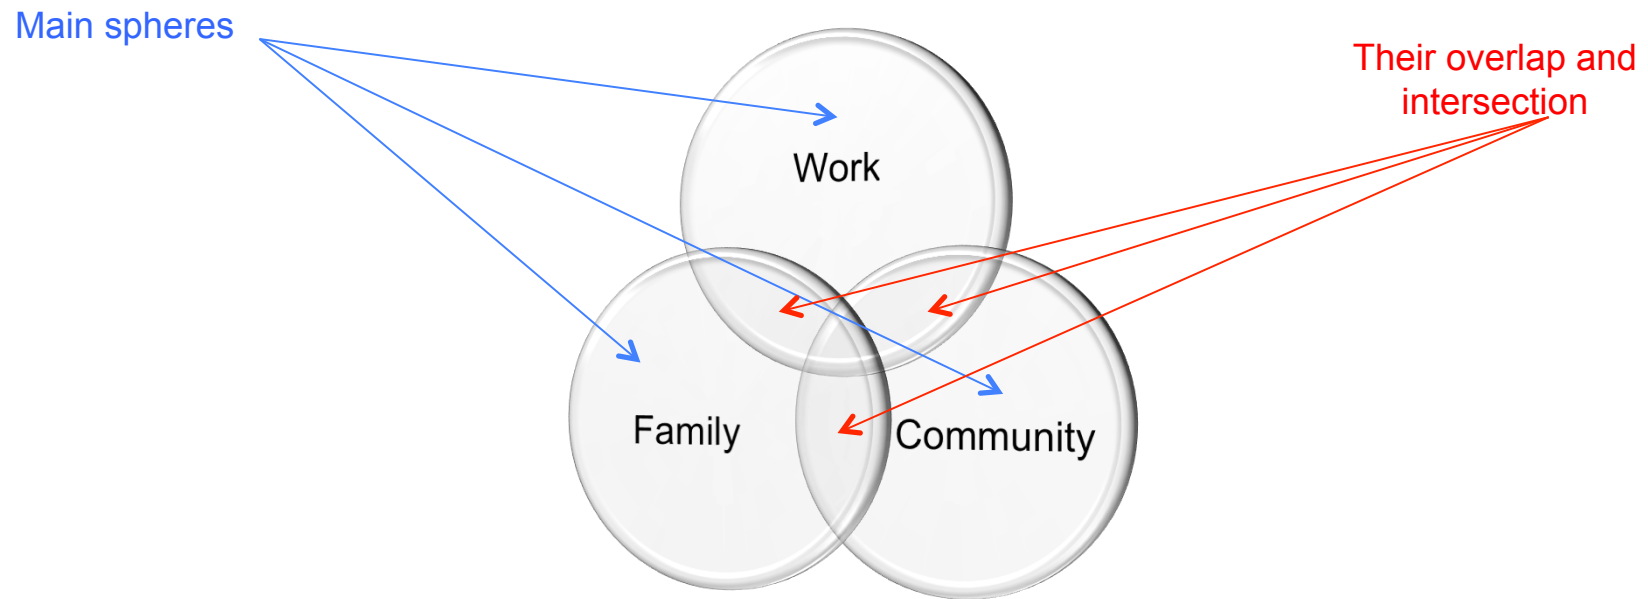 Main spheres
Their overlap and
intersection
Work
Family
Community